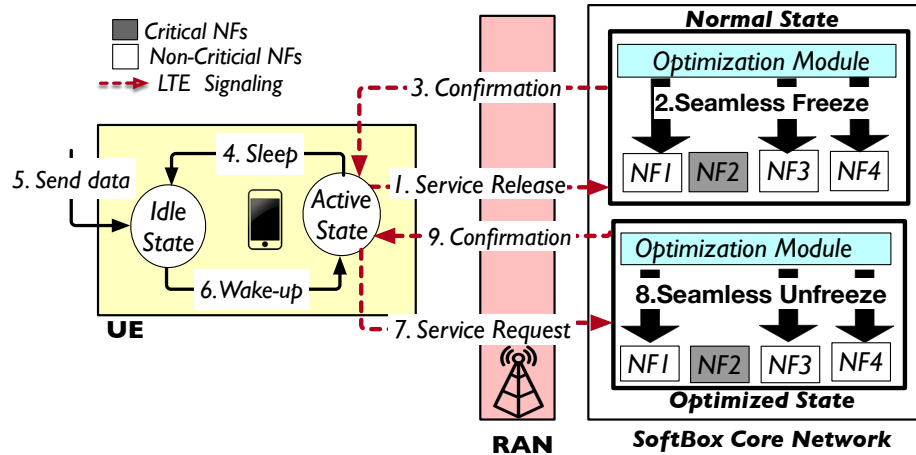 Critical NFs
Non-Criticial NFs
LTE Signaling
Normal State
Optimization Module
3. Confirmation
2.Seamless Freeze
4. Sleep
5. Send data
1. Service Release
NF1
NF2
NF3
NF4
Idle
State
Active
State
9. Confirmation
Optimization Module
6.Wake-up
8.Seamless Unfreeze
UE
7. Service Request
NF1
NF2
NF3
NF4
Optimized State
RAN
SoftBox Core Network